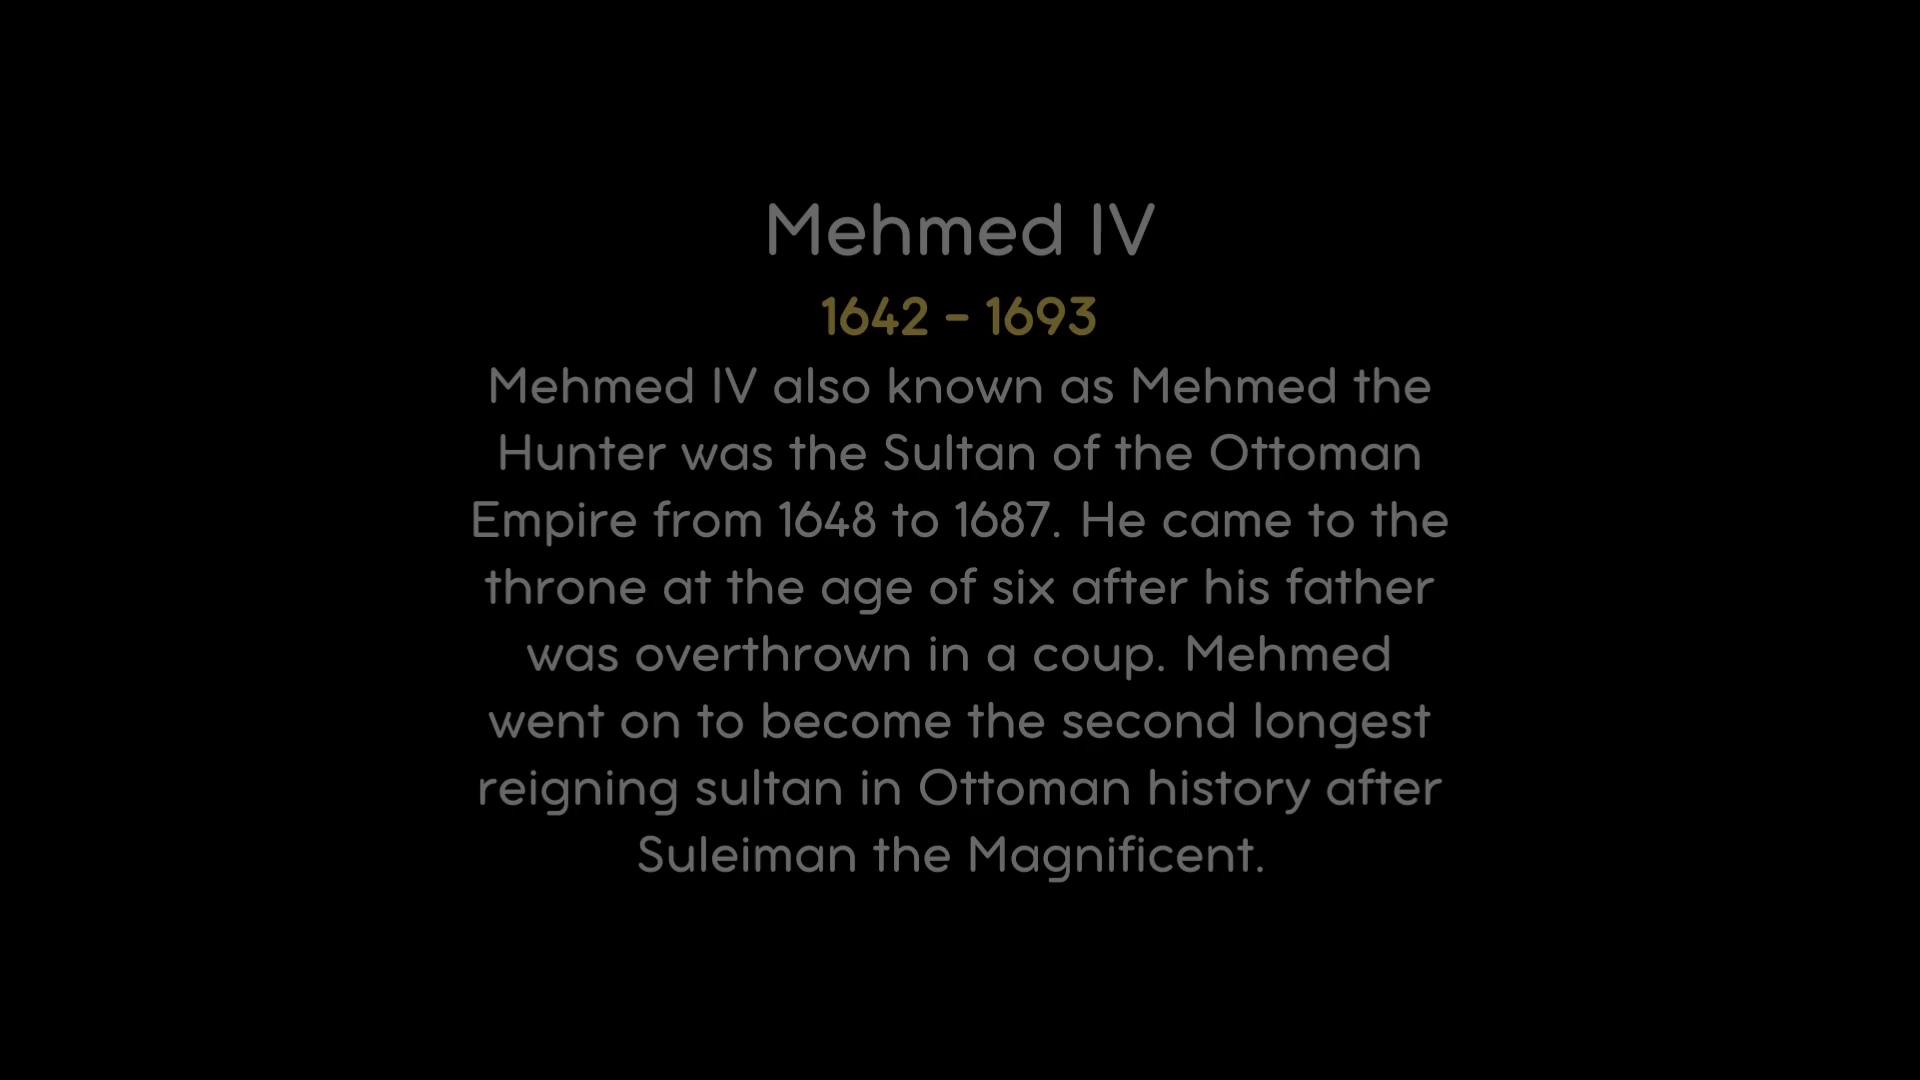 Mehmed IV
1642 - 1693
Mehmed IV also known as Mehmed the
Hunter was the Sultan of the Ottoman
Empire from 1648 to 1687. He came to the
throne at the age of six after his father
was overthrown in a coup. Mehmed
went on to become the second longest
reigning sultan in Ottoman history after
Suleiman the Magnificent.